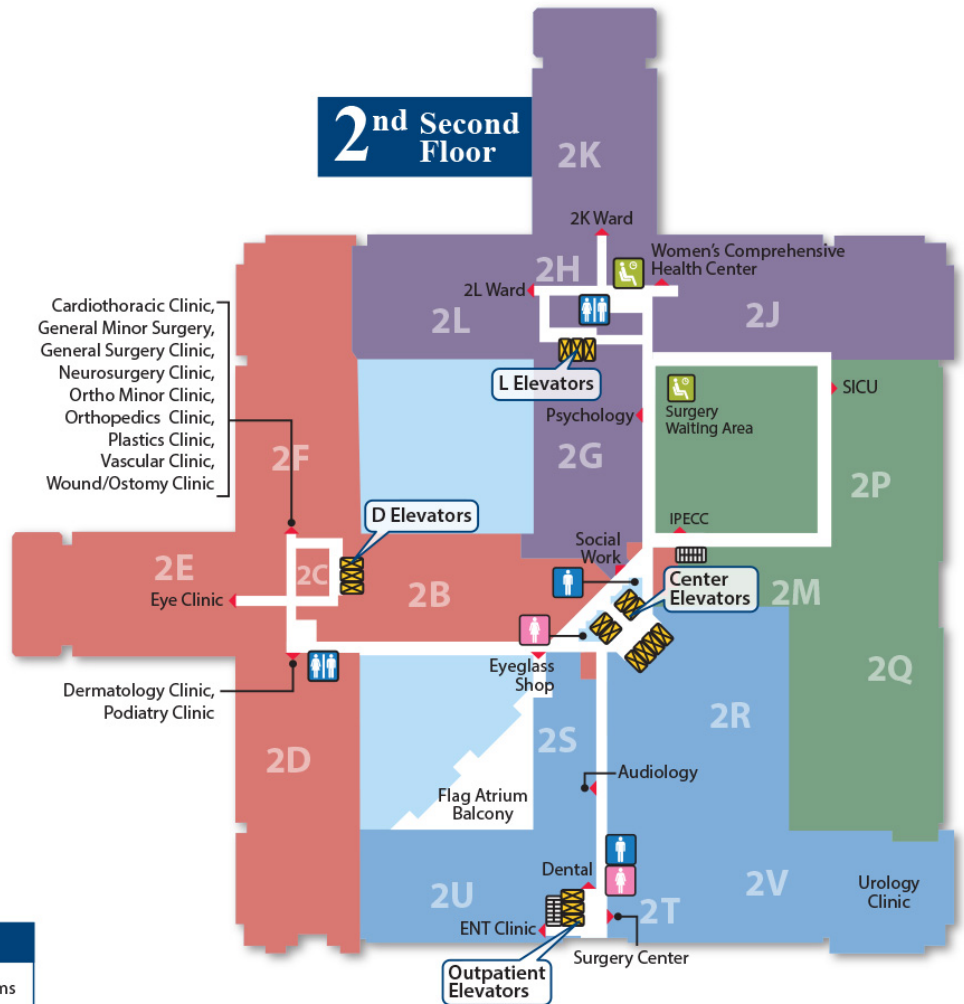 2nd Second
Floor
2K
2K Ward
Women's Comprehensive
Health Center
2H
2L Ward
2L
2J
L Elevators
Cardiothoracic Clinic,
General Minor Surgery,
General Surgery Clinic,
Neurosurgery Clinic,
Ortho Minor Clinic,
Orthopedics Clinic,
Plastics Clinic,
Vascular Clinic,
Wound/Ostomy Clinic
SICU
Psychology
Surgery
Waiting Area
2F
2G
2P
D Elevators
IPECC
2E
2C
2B
Social
Work
Center
Elevators
2M
Eye Clinic
Eyeglass
Shop
2Q
Dermatology Clinic,
Podiatry Clinic
2R
2S
2D
Audiology
Flag Atrium
Balcony
Dental
2U
2V
Urology
Clinic
2T
ENT Clinic
Surgery Center
Outpatient
Elevators